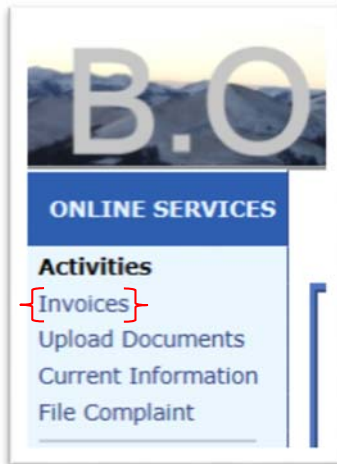 B.O
ONLINE SERVICES
Activities
Invoices
Upload Documents
Current Information
File Complaint